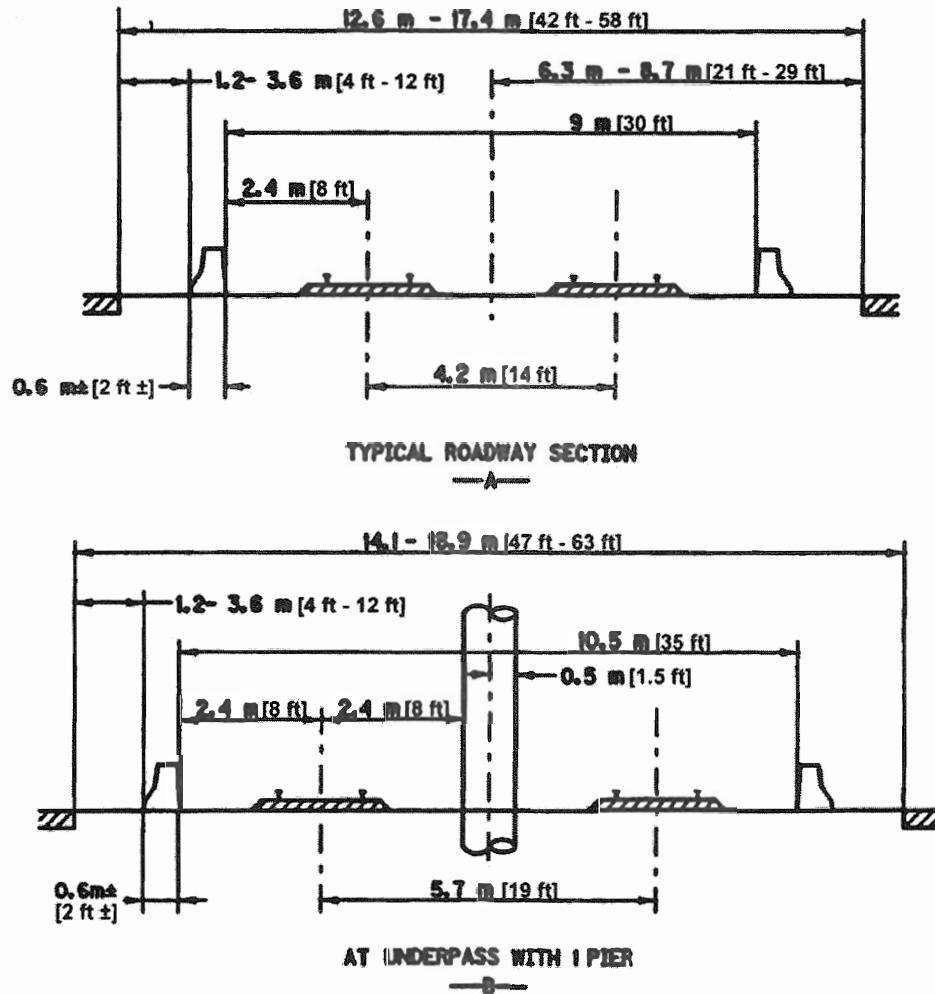 12.6 m - 17.4 m [42 ft - 58 ft]
1.2- 3.6 m [4 ft - 12 ft]
6.3 m - 8.7 m [21 ft - 29 ft]
9 m [30 ft]
2.4 m [8 ft]
0.6 m± [2 ft ±]
4.2 m [14 ft]
TYPICAL ROADWAY SECTION
—A—
14.1 - 18.9 m [47 ft - 63 ft]
1.2- 3.6 m [4 ft - 12 ft]
10.5 m [35 ft]
0.5 m [1.5 ft]
2.4 m [8 ft]
2.4 m [8 ft]
0.6m±
[2 ft ±]
5.7 m [19 ft]
AT UNDERPASS WITH 1 PIER
—B—